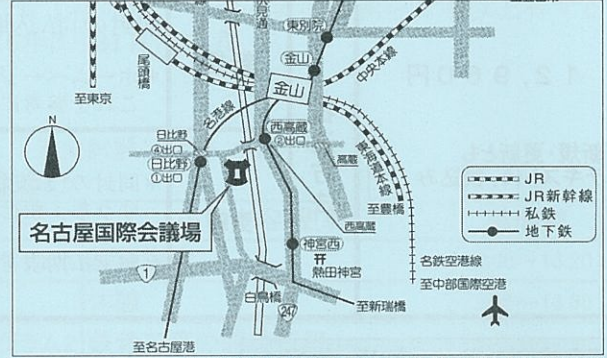 東別院
金山
中央本線
尾頭橋
金山
至東京
名港線
N
日比野
④出口
西高蔵
②出口
日比野
①出口
高蔵
東海道本線
至豊橋
JR
JR新幹線
私鉄
地下鉄
西高蔵
名古屋国際会議場
神宮西
熱田神宮
名鉄空港線
至中部国際空港
1
白鳥橋
247
至新瑞橋
至名古屋港